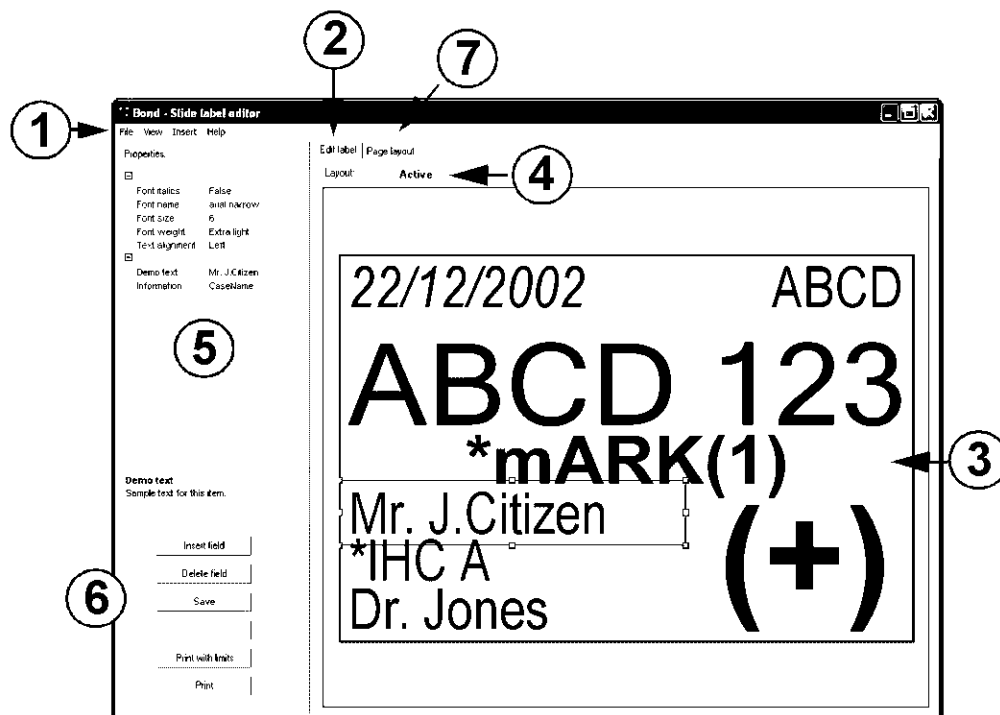 2
7
Bond - Slide label editor
1
File View Insert Help
Properties:
Edit label Page layout
Layout: Active
4
Font italics False
Font name arial narrow
Font size 6
Font weight Extra light
Text alignment Left
Demo text Mr. J.Citizen
Information CaseName
5
22/12/2002 ABCD
ABCD 123
*mARK(1)
3
Mr. J.Citizen
*IHC A
Dr. Jones
(+)
Demo text
Sample text for this item.
Insert field
Delete field
6
Save
Print with limits
Print